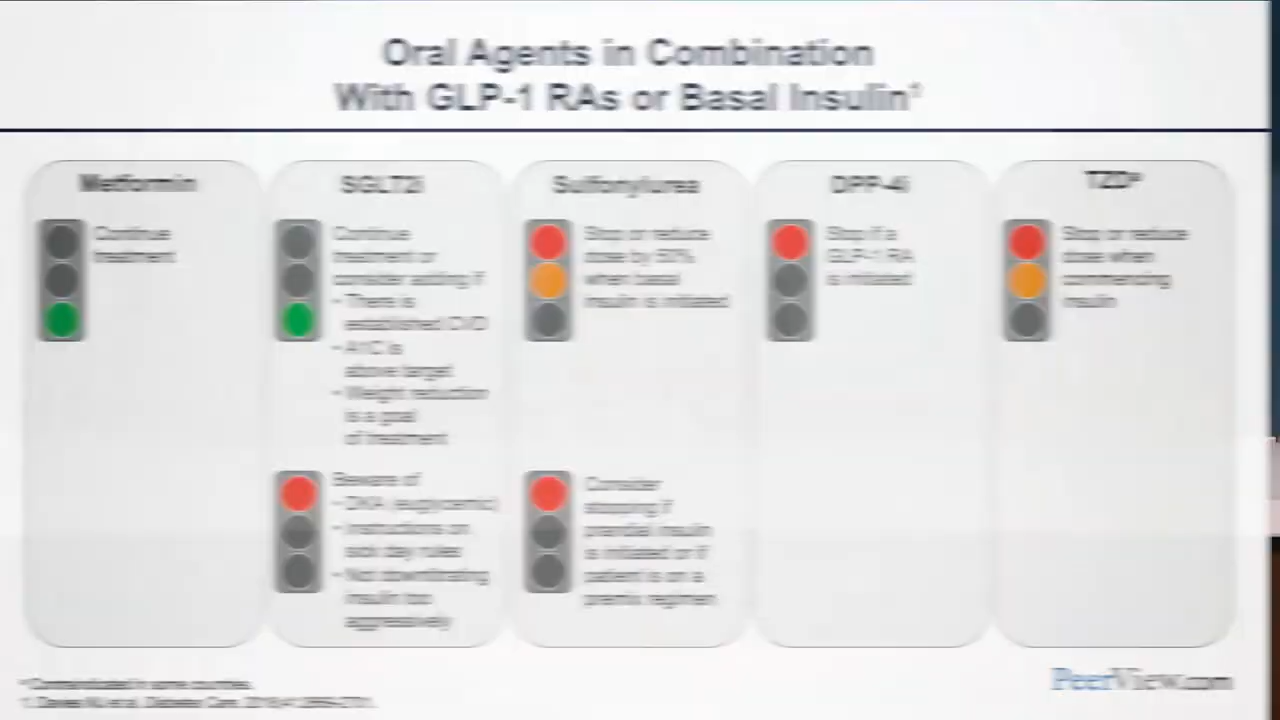 Oral Agents in Combination
With GLP-1 RAs or Basal Insulin¹
Metformin
Continue
treatment
SGLT2i
Continue
treatment or
consider adding if
- There is
established CVD
- A1C is
above target
- Weight reduction
is a goal
of treatment
Beware of
- DKA (euglycemic)
- Instructions on
sick day rules
- Not downtitrating
insulin too
aggressively
Sulfonylurea
Stop or reduce
dose by 50%
when basal
insulin is initiated
Consider
stopping if
prandial insulin
is initiated or if
patient is on a
premix regimen
DPP-4i
Stop if a
GLP-1 RA
is initiated
TZDª
Stop or reduce
dose when
commencing
insulin
PeerView.com